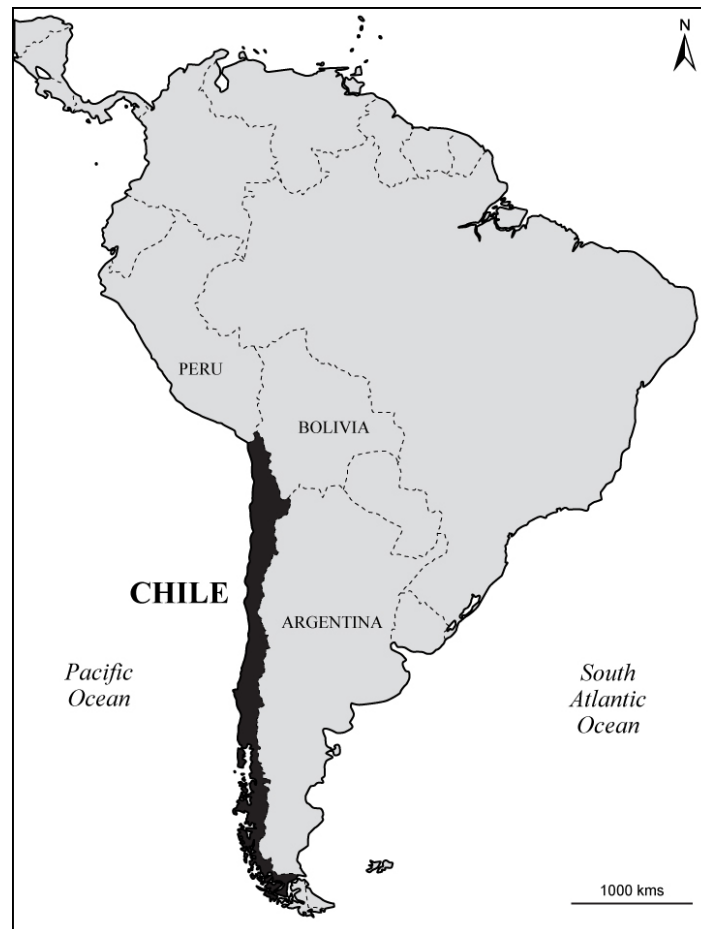 N
PERU
BOLIVIA
CHILE
ARGENTINA
Pacific
Ocean
South
Atlantic
Ocean
1000 kms